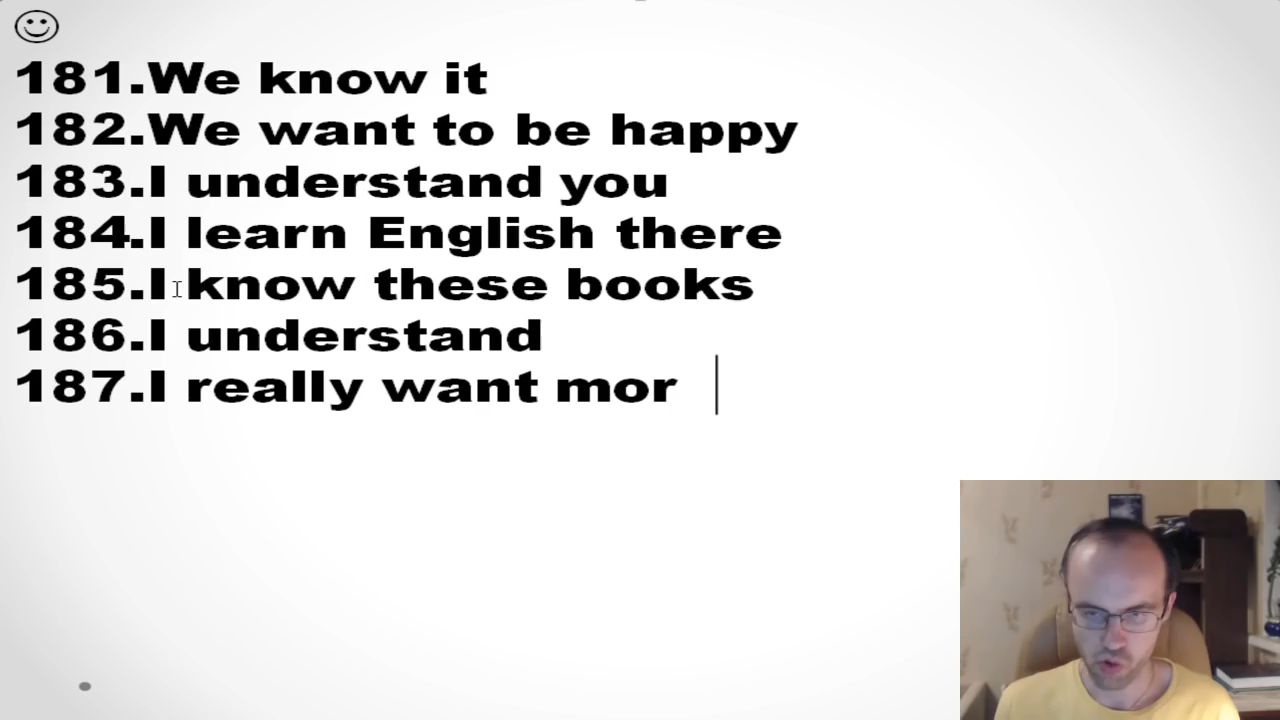 181.We know it
182.We want to be happy
183.I understand you
184.I learn English there
185.I know these books
186.I understand
187.I really want mor